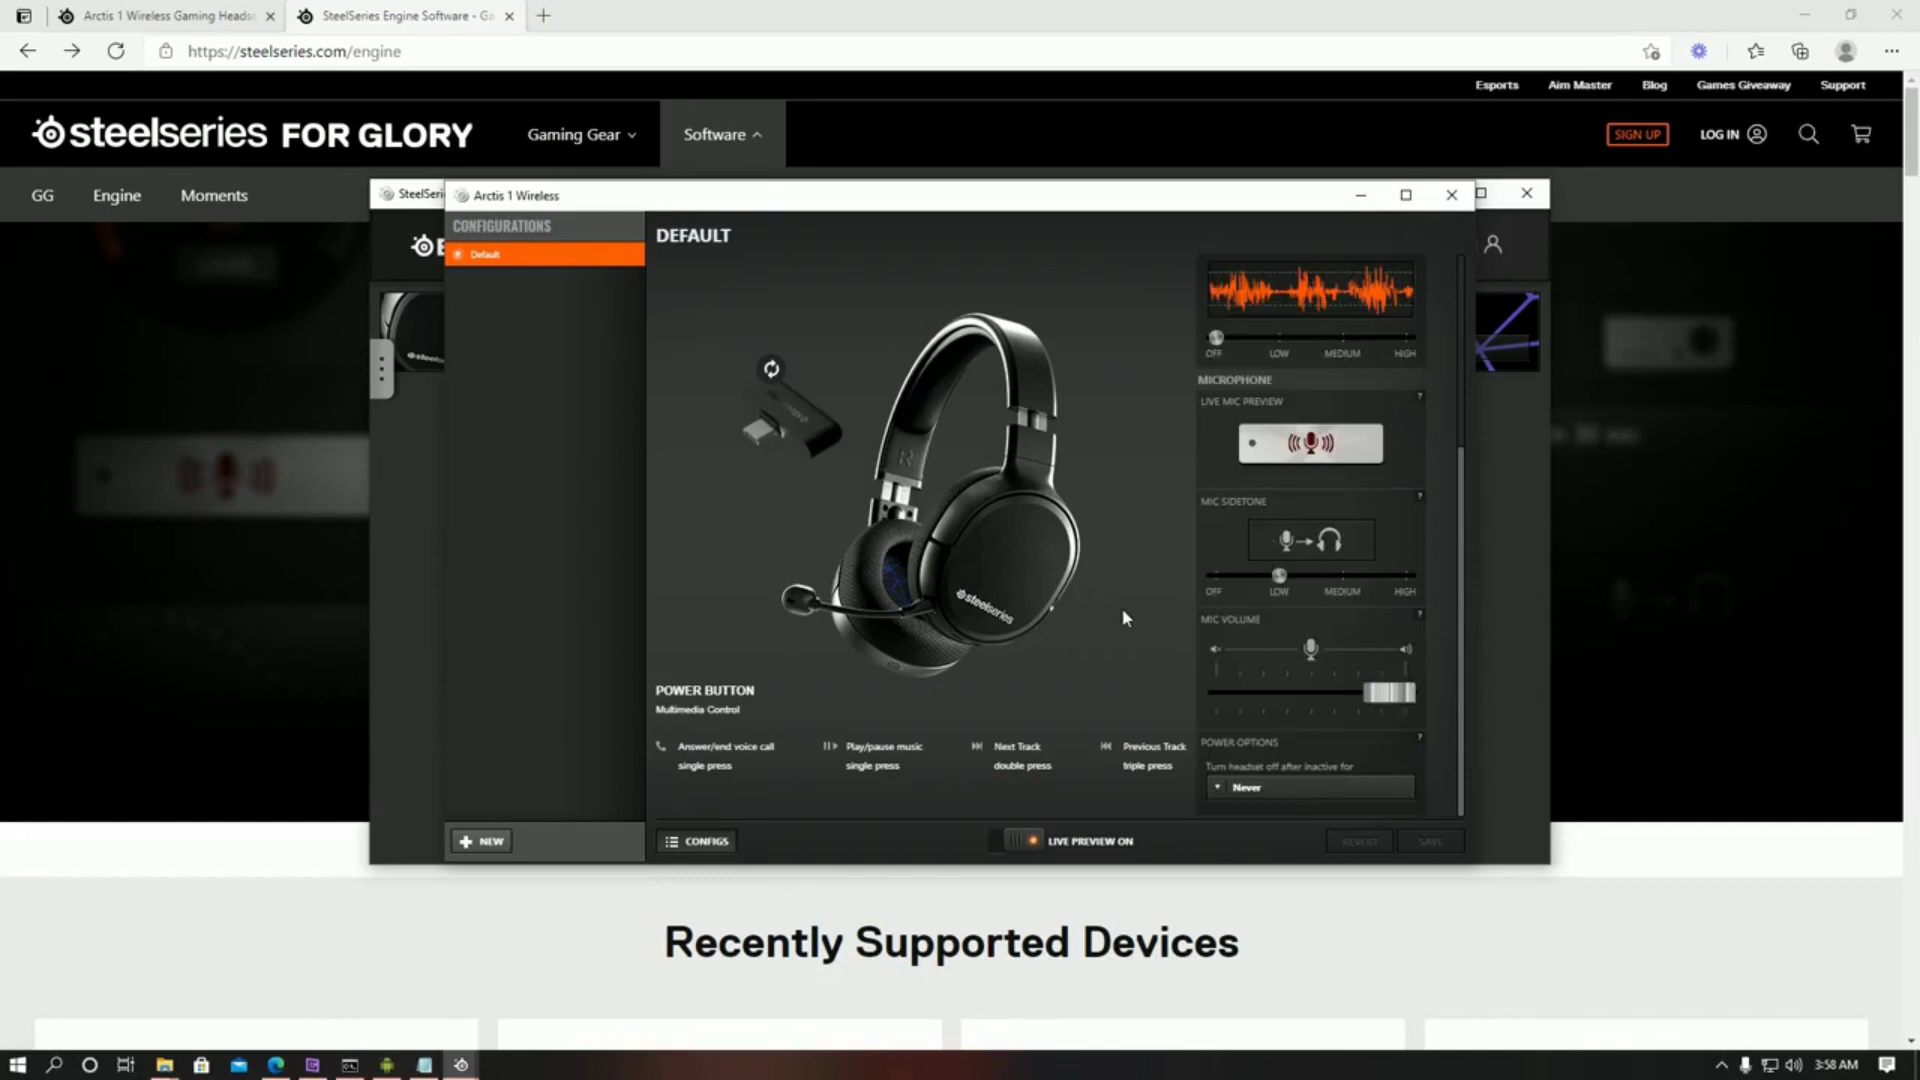 Arctis 1 Wireless Gaming Heads
SteelSeries Engine Software - Ga
https://steelseries.com/engine
Esports
Aim Master
Blog
Games Giveaway
Support
steelseries FOR GLORY
Gaming Gear
Software
SIGN UP
LOG IN
GG
Engine
Moments
SteelSeri
Arctis 1 Wireless
CONFIGURATIONS
Default
DEFAULT
OFF
LOW
MEDIUM
HIGH
MICROPHONE
LIVE MIC PREVIEW
?
MIC SIDETONE
?
OFF
LOW
MEDIUM
HIGH
MIC VOLUME
?
R
steelseries
POWER BUTTON
Multimedia Control
Answer/end voice call
single press
Play/pause music
single press
Next Track
double press
Previous Track
triple press
POWER OPTIONS
?
Turn headset off after inactive for
Never
NEW
CONFIGS
LIVE PREVIEW ON
REVERT
SAVE
Recently Supported Devices
3:58 AM